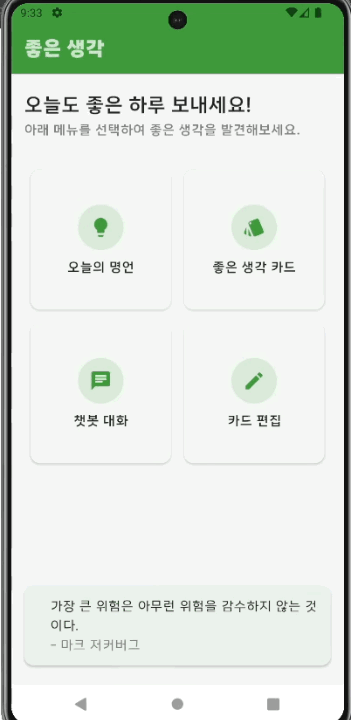 9:33
좋은 생각
오늘도 좋은 하루 보내세요!
아래 메뉴를 선택하여 좋은 생각을 발견해보세요.
오늘의 명언
좋은 생각 카드
챗봇 대화
카드 편집
가장 큰 위험은 아무런 위험을 감수하지 않는 것
이다.
- 마크 저커버그